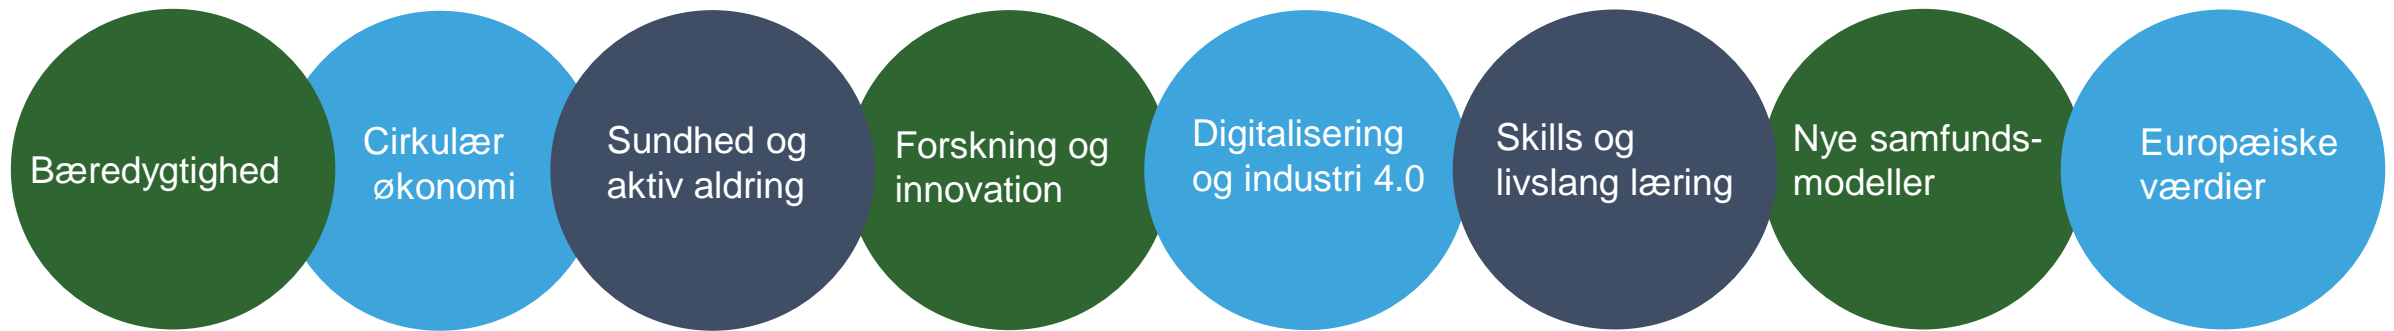 Bæredygtighed
Cirkulær
økonomi
Sundhed og
aktiv aldring
Forskning og
innovation
Digitalisering
og industri 4.0
Skills og
livslang læring
Nye samfunds-
modeller
Europæiske
værdier